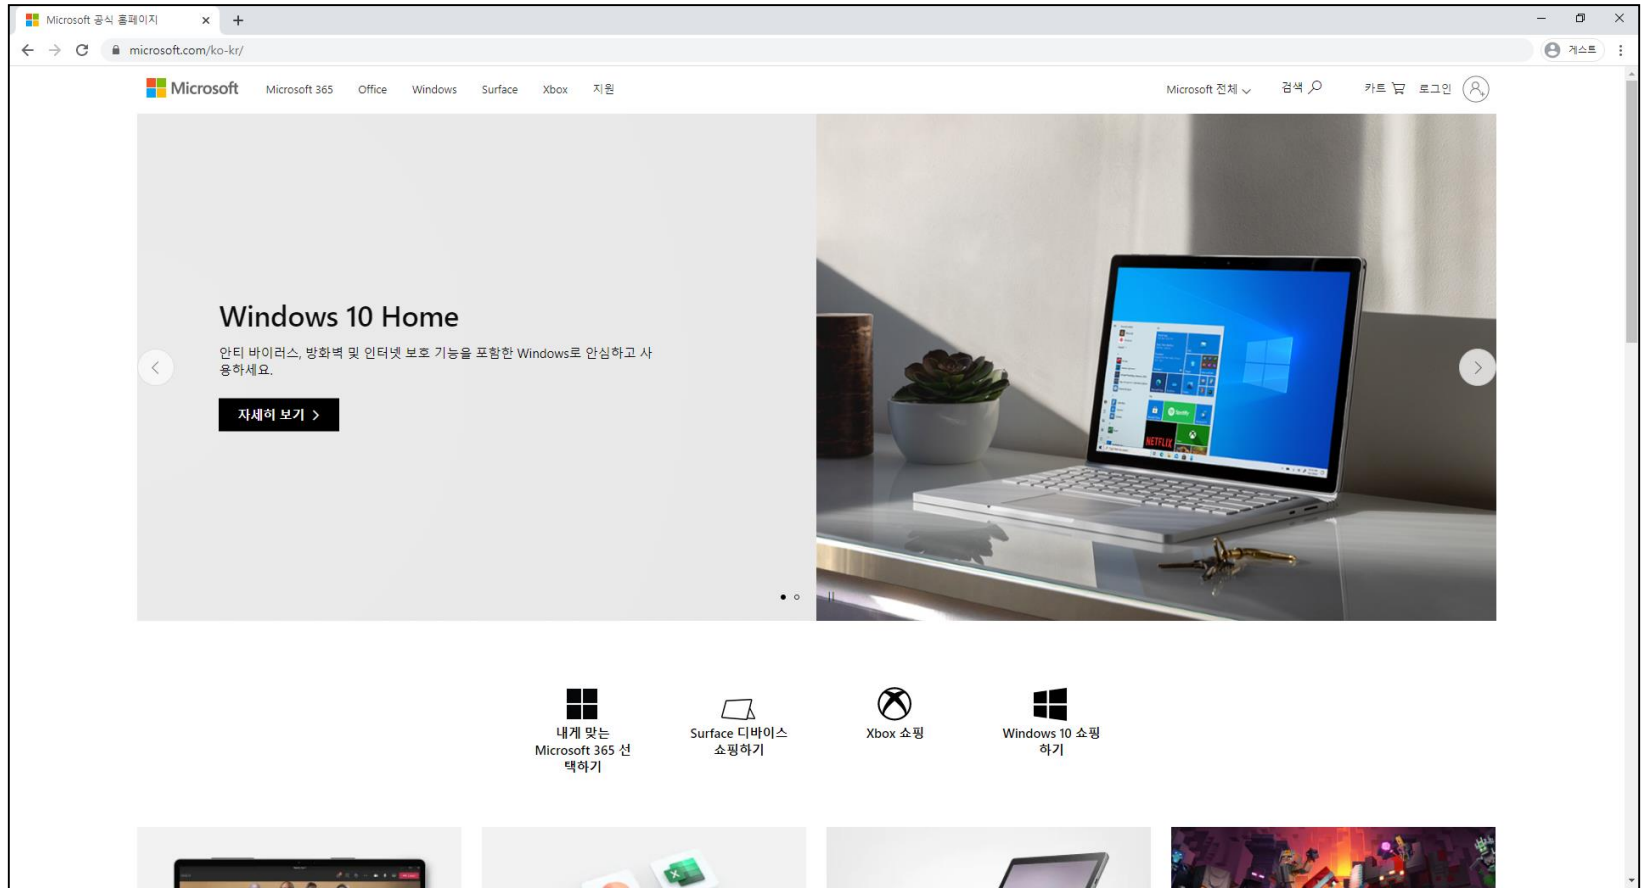 Microsoft 공식 홈페이지
microsoft.com/ko-kr/
게스트
Microsoft
Microsoft 365 Office Windows Surface Xbox 지원
Microsoft 전체 검색 카트 로그인
Windows 10 Home
안티 바이러스, 방화벽 및 인터넷 보호 기능을 포함한 Windows로 안심하고 사
용하세요.
자세히 보기
Spotify
NETFLIX
내게 맞는
Microsoft 365 선
택하기
Surface 디바이스
쇼핑하기
Xbox 쇼핑
Windows 10 쇼핑
하기